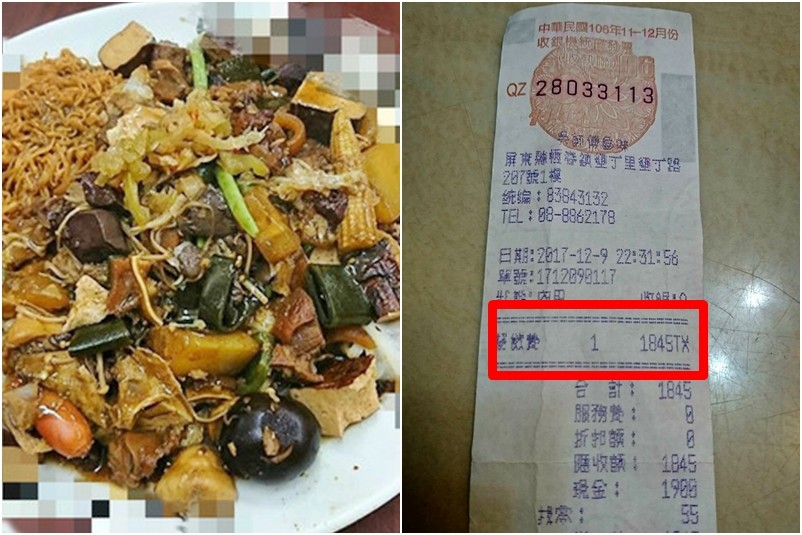 中華民國106年11-12月份
收銀機統一發票
QZ 28033113
屏東縣恆春鎮墾丁里墾丁路
207號1樓
統編:83843132
TEL:08-8862178
日期:2017-12-9 22:31:56
單號:1712090117
內用
1 1845TX
合計: 1845
服務費: 0
折扣額: 0
應收額: 1845
現金: 1900
找零: 55